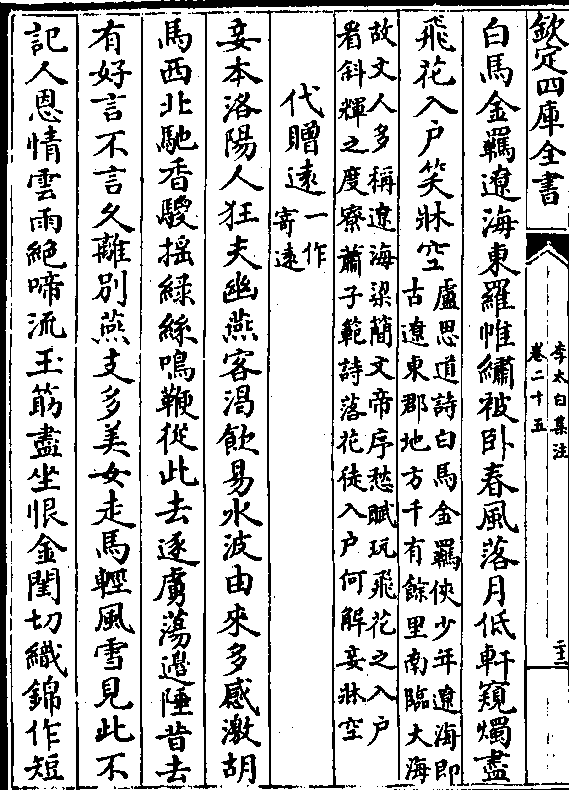 欽定四庫全書
李太白集注
卷二十五
二十二
白馬金羈遼海東羅帷繡被卧春風落月低軒窺燭盡
飛花入户笑牀空
盧思道詩白馬金羈俠少年遼海即
古遼東郡地方千有餘里南臨大海
故文人多稱遼海梁簡文帝序愁賦玩飛花之入户
看斜輝之度寮蕭子範詩落花徒入户何解妾牀空
代贈遠
一作
寄遠
妾本洛陽人狂夫幽燕客渴飲易水波由來多感激胡
馬西北馳香騣揺緑絲鳴鞭從此去逐虜蕩邉陲昔去
有好言不言久離别燕支多美女走馬輕風雪見此不
記人恩情雲雨絶啼流玉筯盡坐恨金閨切織錦作短